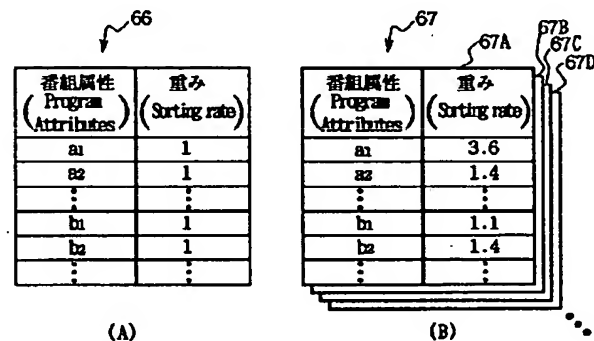 66
番組属性
(Program Attributes)
重み
(Sorting rate)
a1 1
a2 1
⋮ ⋮
b1 1
b2 1
⋮ ⋮
(A)
67
67A
67B
67C
67D
番組属性
(Program Attributes)
重み
(Sorting rate)
a1 3.6
a2 1.4
⋮ ⋮
b1 1.1
b2 1.4
⋮ ⋮
(B)